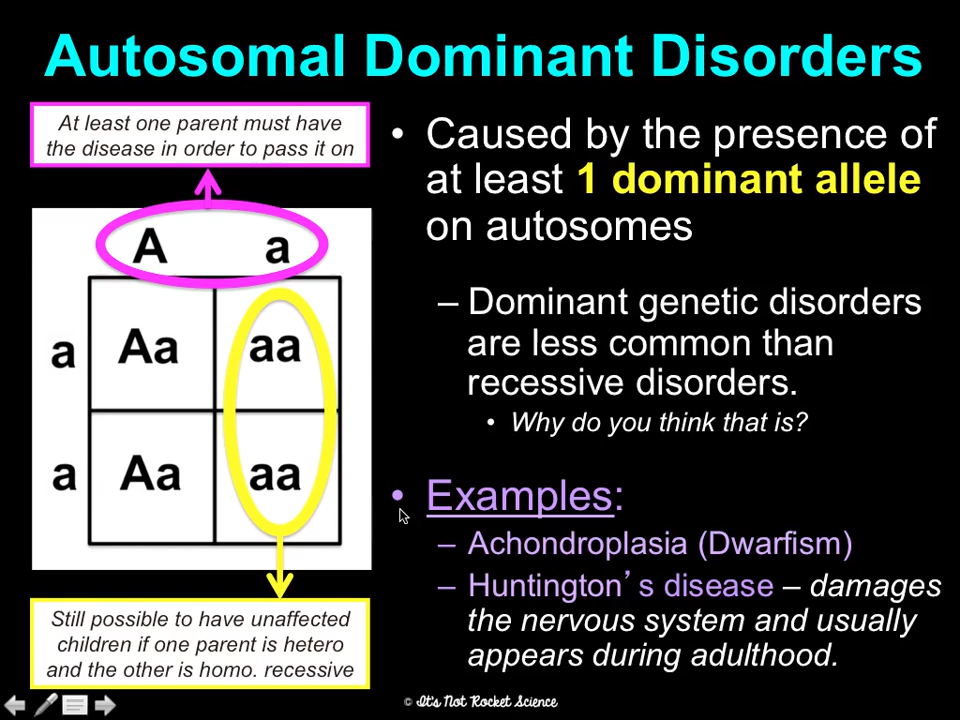 Autosomal Dominant Disorders
At least one parent must have
the disease in order to pass it on
A a
a Aa aa
a Aa aa
Still possible to have unaffected
children if one parent is hetero
and the other is homo. recessive
• Caused by the presence of
at least 1 dominant allele
on autosomes
– Dominant genetic disorders
are less common than
recessive disorders.
• Why do you think that is?
• Examples:
– Achondroplasia (Dwarfism)
– Huntington’s disease – damages
the nervous system and usually
appears during adulthood.
© It's Not Rocket Science